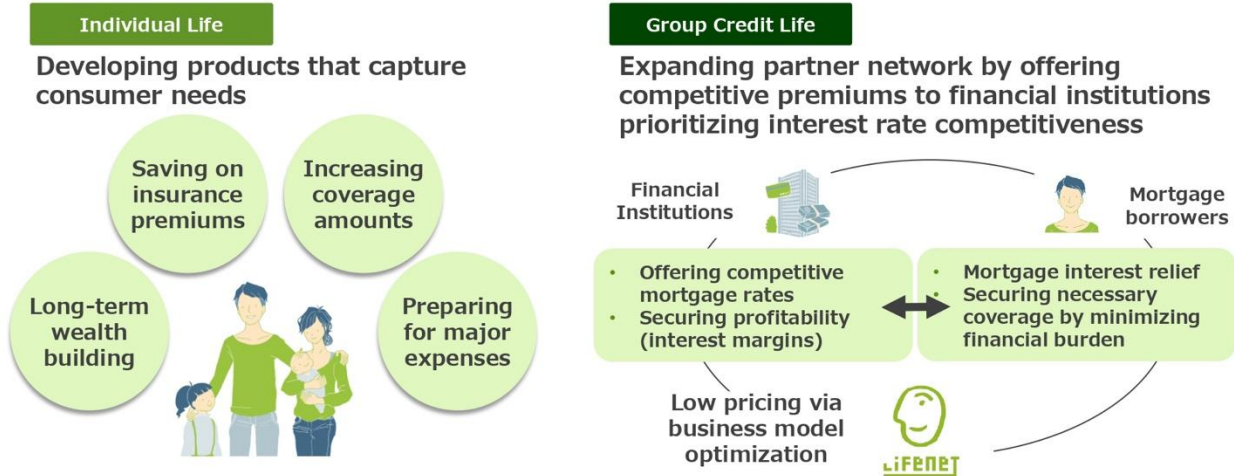 Individual Life
Developing products that capture
consumer needs
Saving on
insurance
premiums
Increasing
coverage
amounts
Long-term
wealth
building
Preparing
for major
expenses
Group Credit Life
Expanding partner network by offering
competitive premiums to financial institutions
prioritizing interest rate competitiveness
Financial
Institutions
Mortgage
borrowers
• Offering competitive
mortgage rates
• Securing profitability
(interest margins)
• Mortgage interest relief
• Securing necessary
coverage by minimizing
financial burden
Low pricing via
business model
optimization
LIFENET